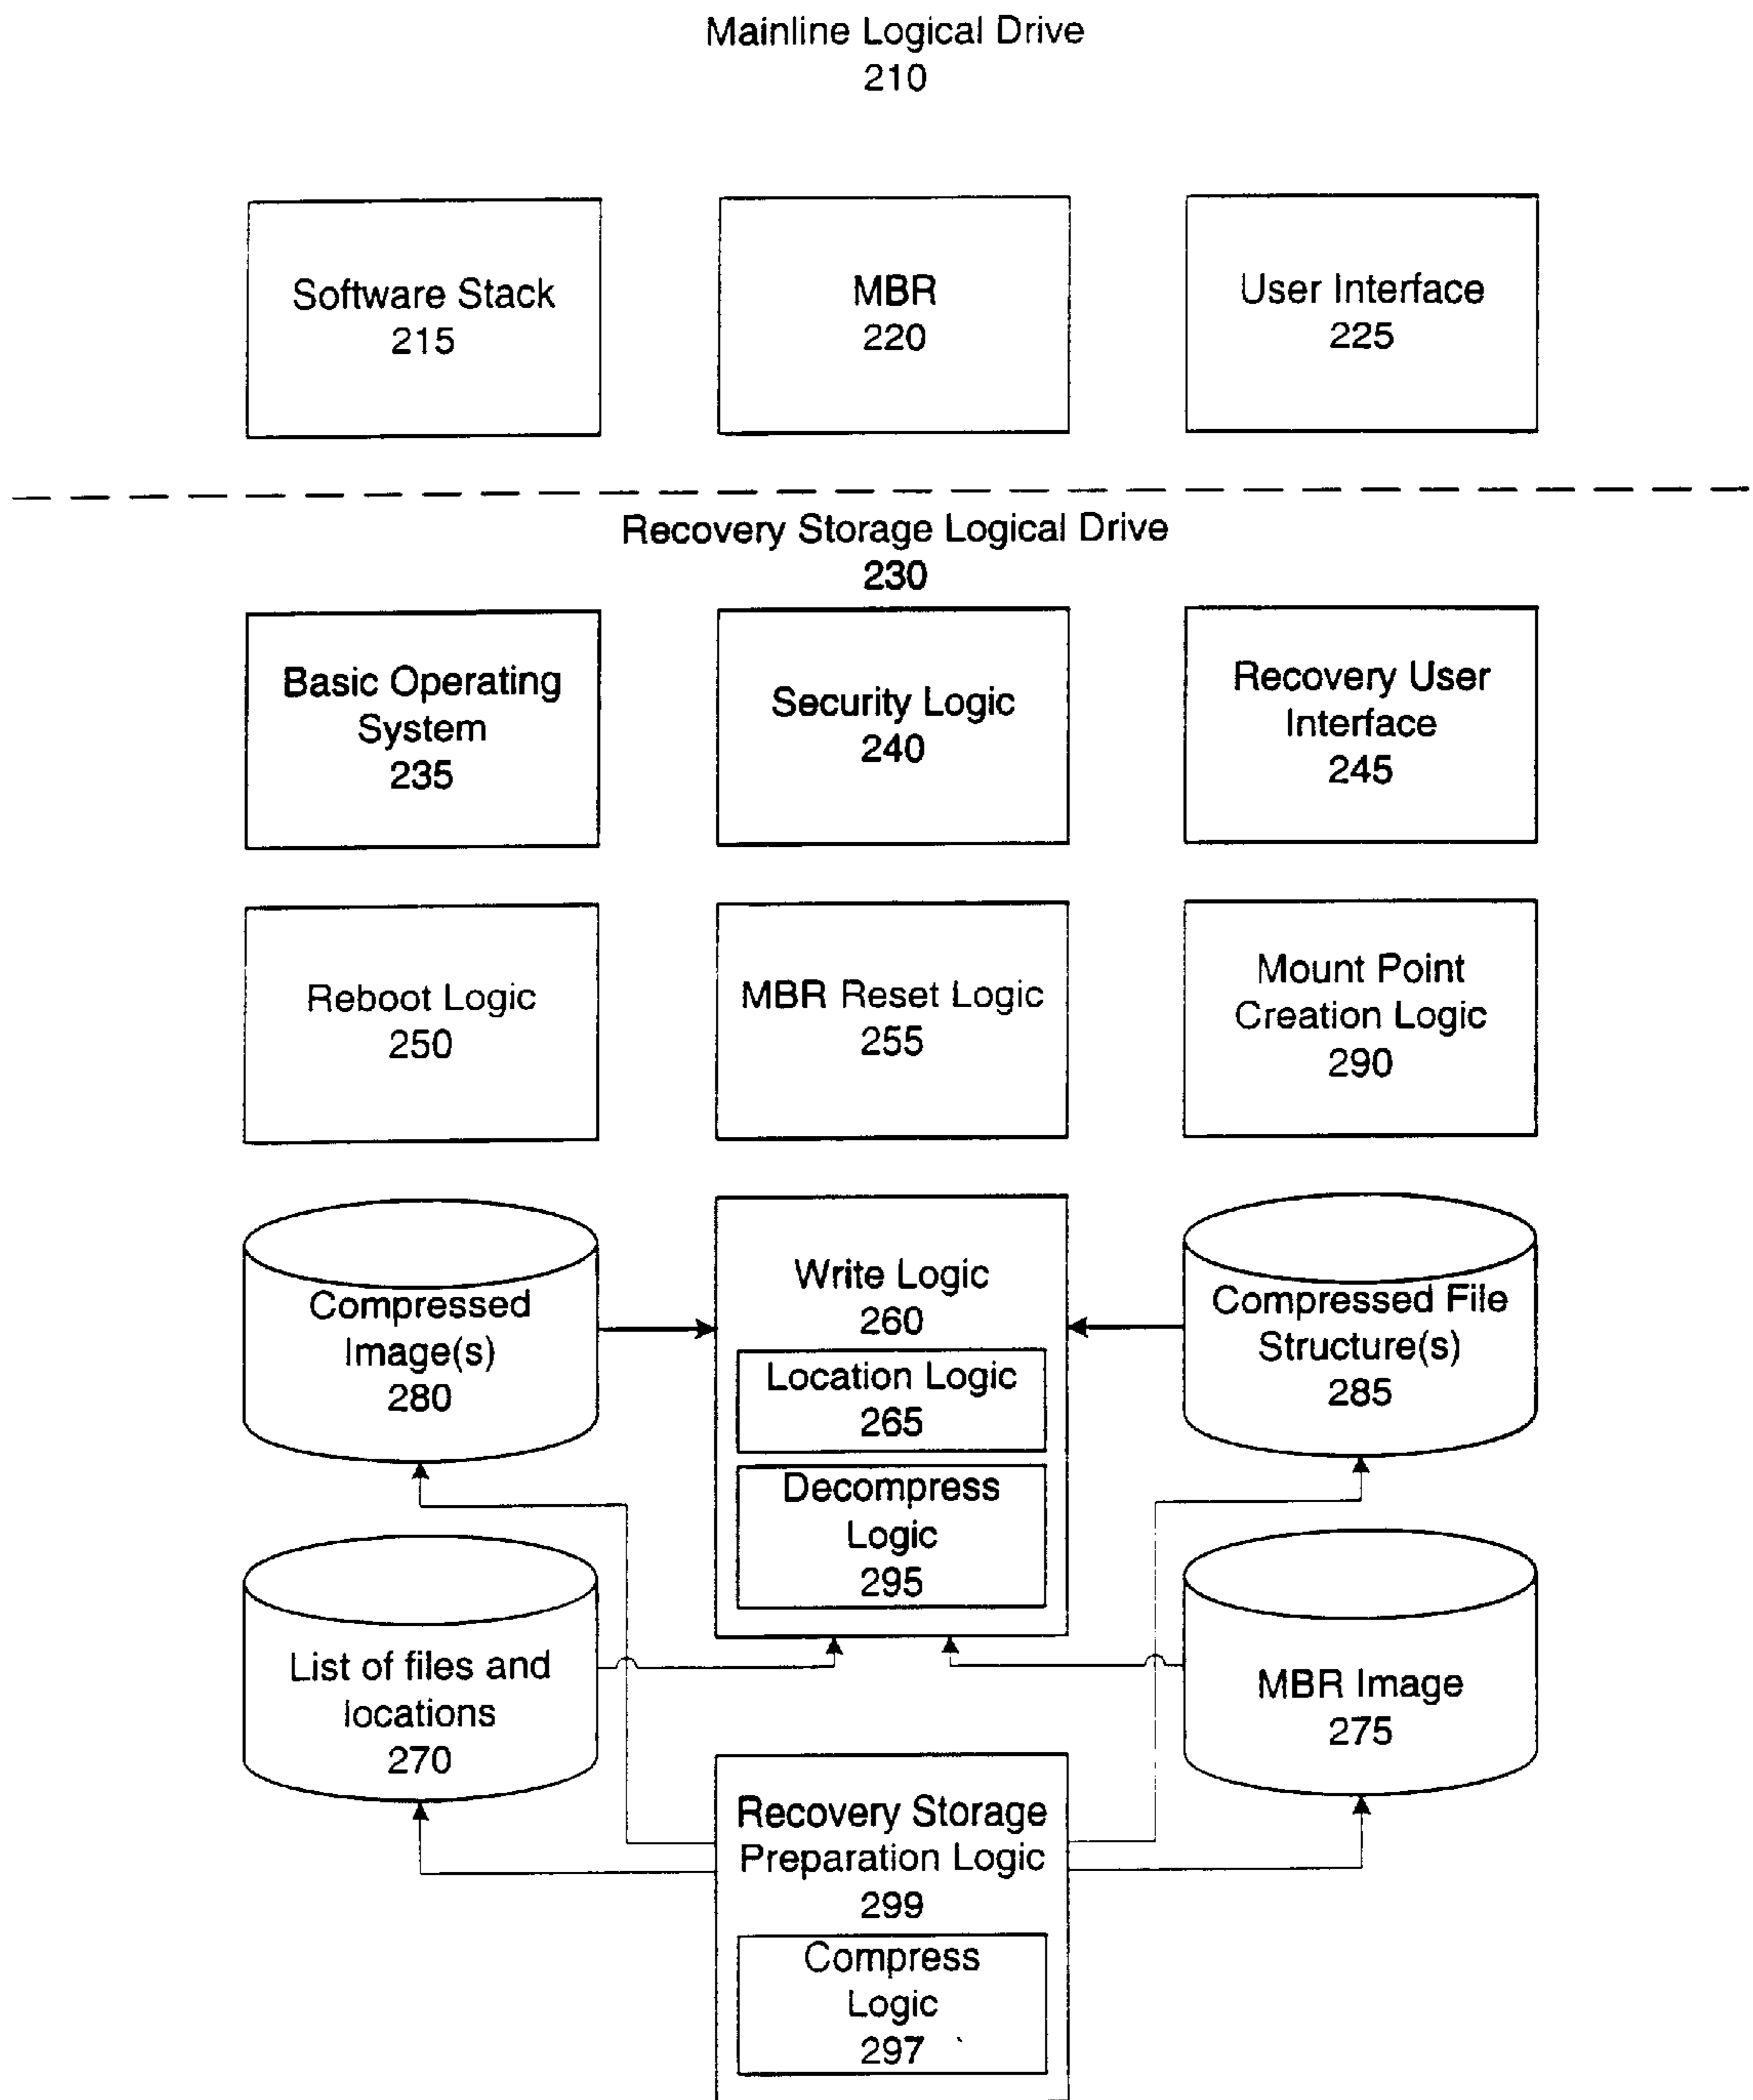 Mainline Logical Drive
210
Software Stack
215
MBR
220
User Interface
225
Recovery Storage Logical Drive
230
Basic Operating
System
235
Security Logic
240
Recovery User
Interface
245
Reboot Logic
250
MBR Reset Logic
255
Mount Point
Creation Logic
290
Compressed
Image(s)
280
Write Logic
260
Location Logic
265
Decompress
Logic
295
Compressed File
Structure(s)
285
List of files and
locations
270
MBR Image
275
Recovery Storage
Preparation Logic
299
Compress
Logic
297